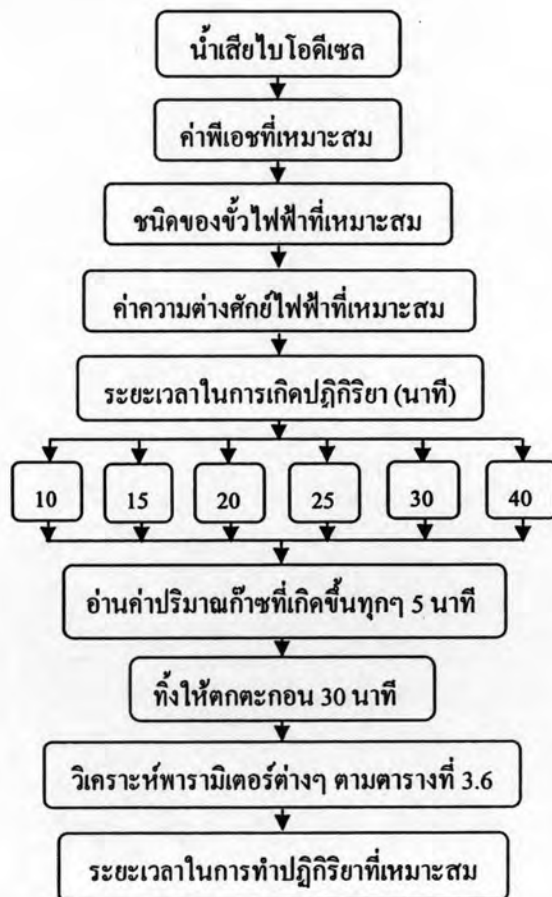 น้ำเสียไบโอดีเซล
ค่าพีเอชที่เหมาะสม
ชนิดของขั้วไฟฟ้าที่เหมาะสม
ค่าความต่างศักย์ไฟฟ้าที่เหมาะสม
ระยะเวลาในการเกิดปฏิกิริยา (นาที)
10 15 20 25 30 40
อ่านค่าปริมาณก๊าซที่เกิดขึ้นทุกๆ 5 นาที
ทิ้งให้ตกตะกอน 30 นาที
วิเคราะห์พารามิเตอร์ต่างๆ ตามตารางที่ 3.6
ระยะเวลาในการทำปฏิกิริยาที่เหมาะสม